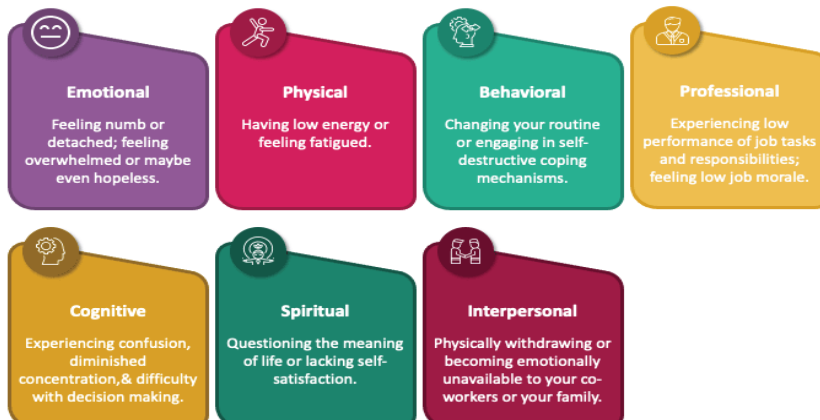 Emotional
Feeling numb or
detached; feeling
overwhelmed or maybe
even hopeless.
Physical
Having low energy or
feeling fatigued.
Behavioral
Changing your routine
or engaging in self-
destructive coping
mechanisms.
Professional
Experiencing low
performance of job tasks
and responsibilities;
feeling low job morale.
Cognitive
Experiencing confusion,
diminished
concentration,& difficulty
with decision making.
Spiritual
Questioning the meaning
of life or lacking self-
satisfaction.
Interpersonal
Physically withdrawing or
becoming emotionally
unavailable to your co-
workers or your family.